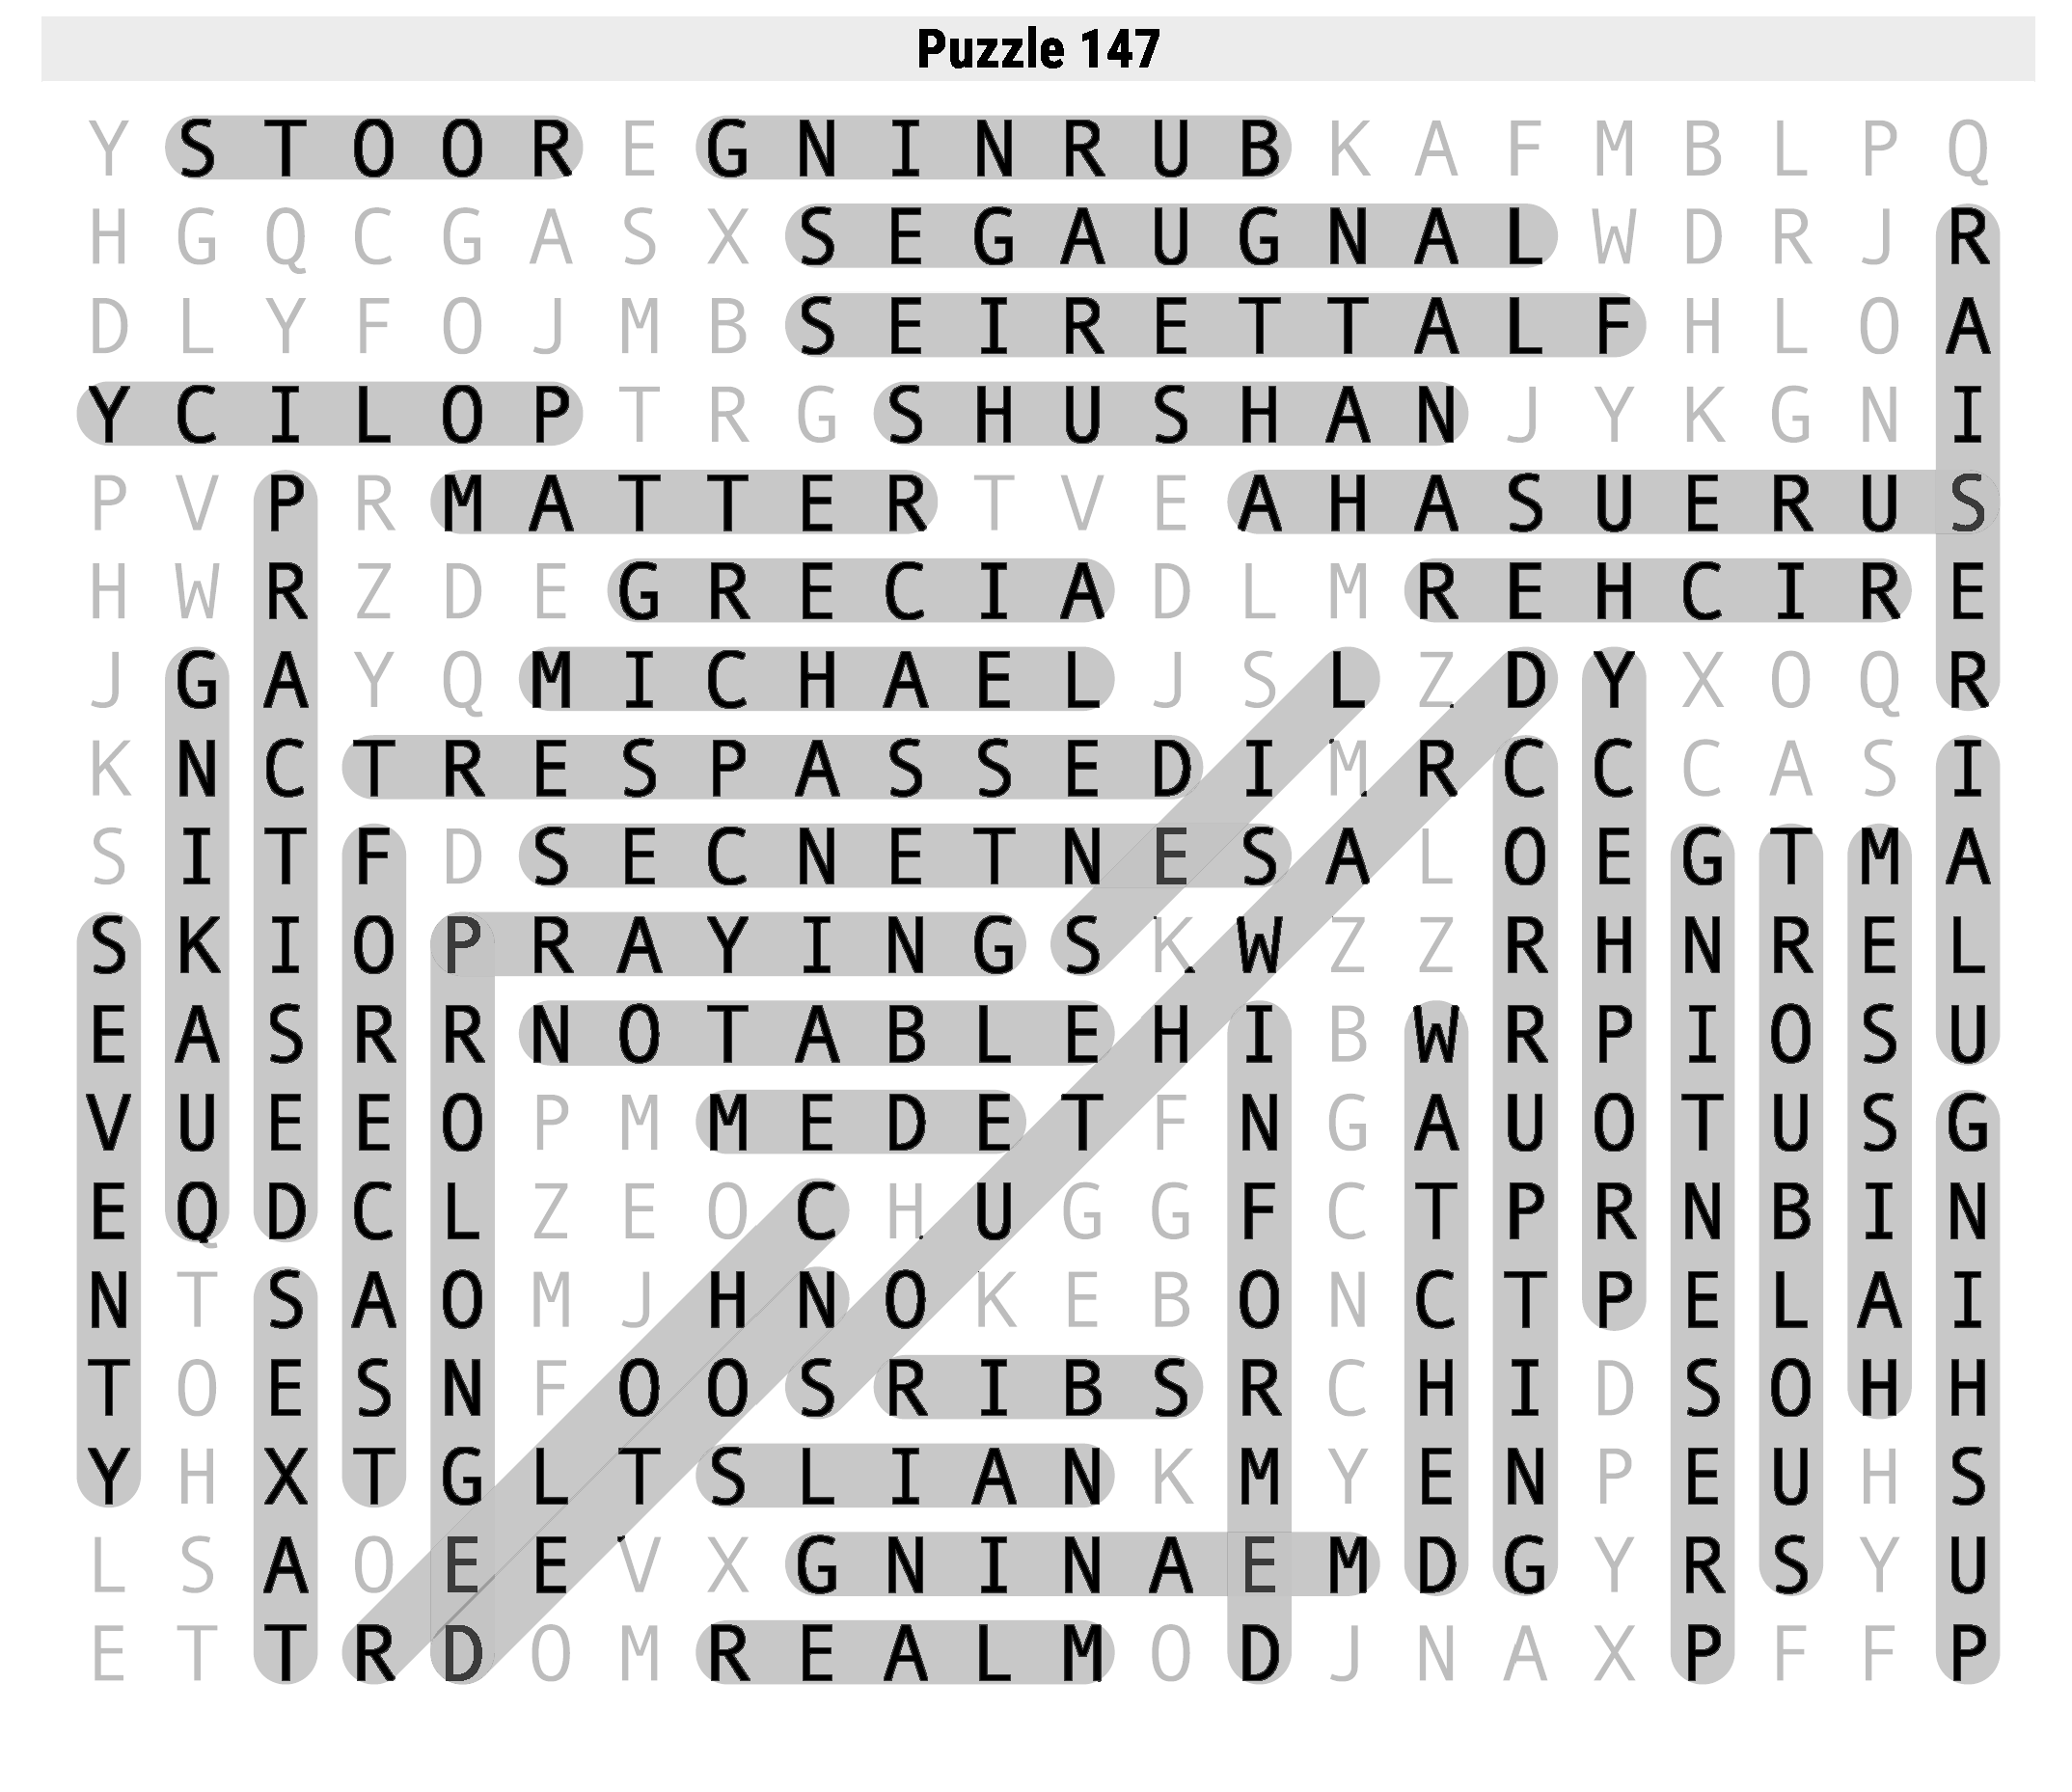 Puzzle 147
Y S T O O R E G N I N R U B K A F M B L P Q
H G Q C G A S X S E G A U G N A L W D R J R
D L Y F O J M B S E I R E T T A L F H L O A
Y C I L O P T R G S H U S H A N J Y K G N I
P V P R M A T T E R T V E A H A S U E R U S
H W R Z D E G R E C I A D L M R E H C I R E
J G A Y Q M I C H A E L J S L Z D Y X O Q R
K N C T R E S P A S S E D I M R C C C A S I
S I T F D S E C N E T N E S A L O E G T M A
S K I O P R A Y I N G S K W Z Z R H N R E L
E A S R R N O T A B L E H I B W R P I O S U
V U E E O P M M E D E T F N G A U O T U S G
E Q D C L Z E O C H U G G F C T P R N B I N
N T S A O M J H N O K E B O N C T P E L A I
T O E S N F O O S R I B S R C H I D S O H H
Y H X T G L T S L I A N K M Y E N P E U H S
L S A O E E V X G N I N A E M D G Y R S Y U
E T T R D O M R E A L M O D J N A X P F F P